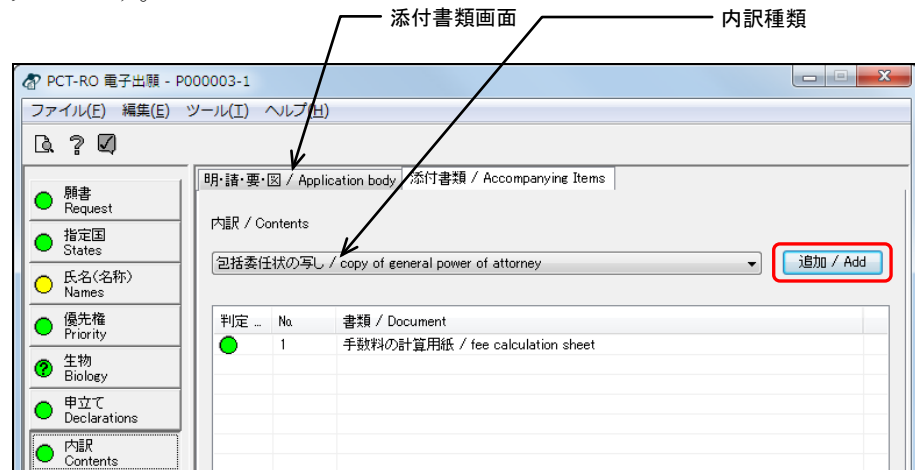 添付書類画面
内訳種類
PCT-RO 電子出願 - P000003-1
ファイル(F) 編集(E) ツール(T) ヘルプ(H)
明・請・要・図 / Application body
添付書類 / Accompanying Items
願書
Request
指定国
States
氏名(名称)
Names
優先権
Priority
生物
Biology
申立て
Declarations
内訳
Contents
内訳 / Contents
包括委任状の写し / copy of general power of attorney
追加 / Add
判定 ... No. 書類 / Document
1 手数料の計算用紙 / fee calculation sheet